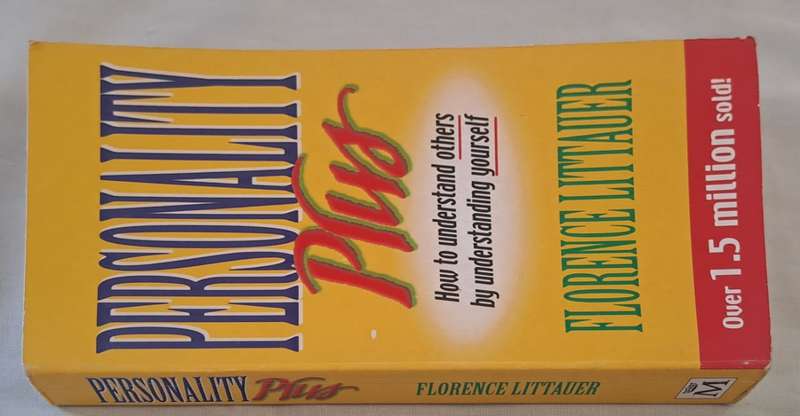 PERSONALITY
Plus
How to understand others
by understanding yourself
FLORENCE LITTAUER
Over 1.5 million sold!
PERSONALITY Plus FLORENCE LITTAUER
M